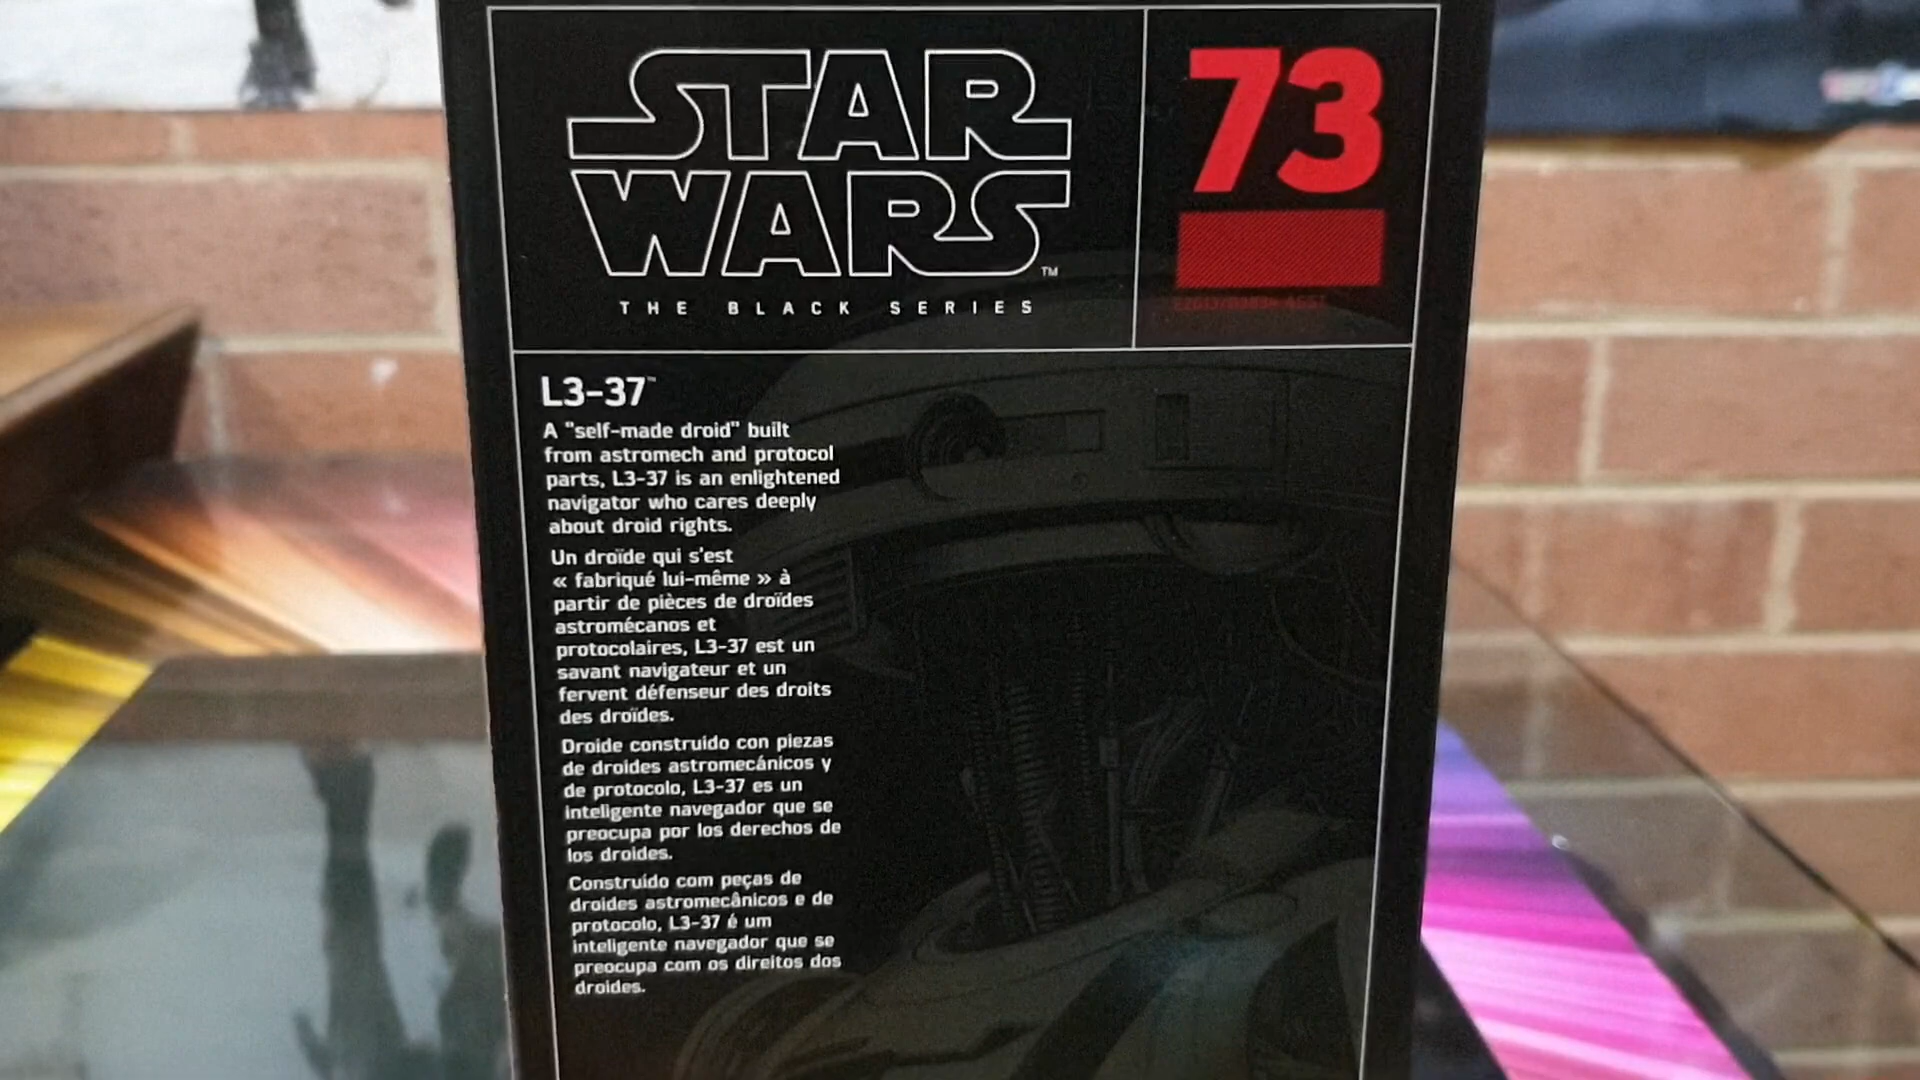 STAR
WARS™
THE BLACK SERIES
73
L3-37™
A "self-made droid" built
from astromech and protocol
parts, L3-37 is an enlightened
navigator who cares deeply
about droid rights.
Un droïde qui s'est
« fabriqué lui-même » à
partir de pièces de droïdes
astromécanos et
protocolaires, L3-37 est un
savant navigateur et un
fervent défenseur des droits
des droïdes.
Droide construido con piezas
de droides astromecánicos y
de protocolo, L3-37 es un
inteligente navegador que se
preocupa por los derechos de
los droides.
Construído com peças de
droides astromecânicos e de
protocolo, L3-37 é um
inteligente navegador que se
preocupa com os direitos dos
droides.